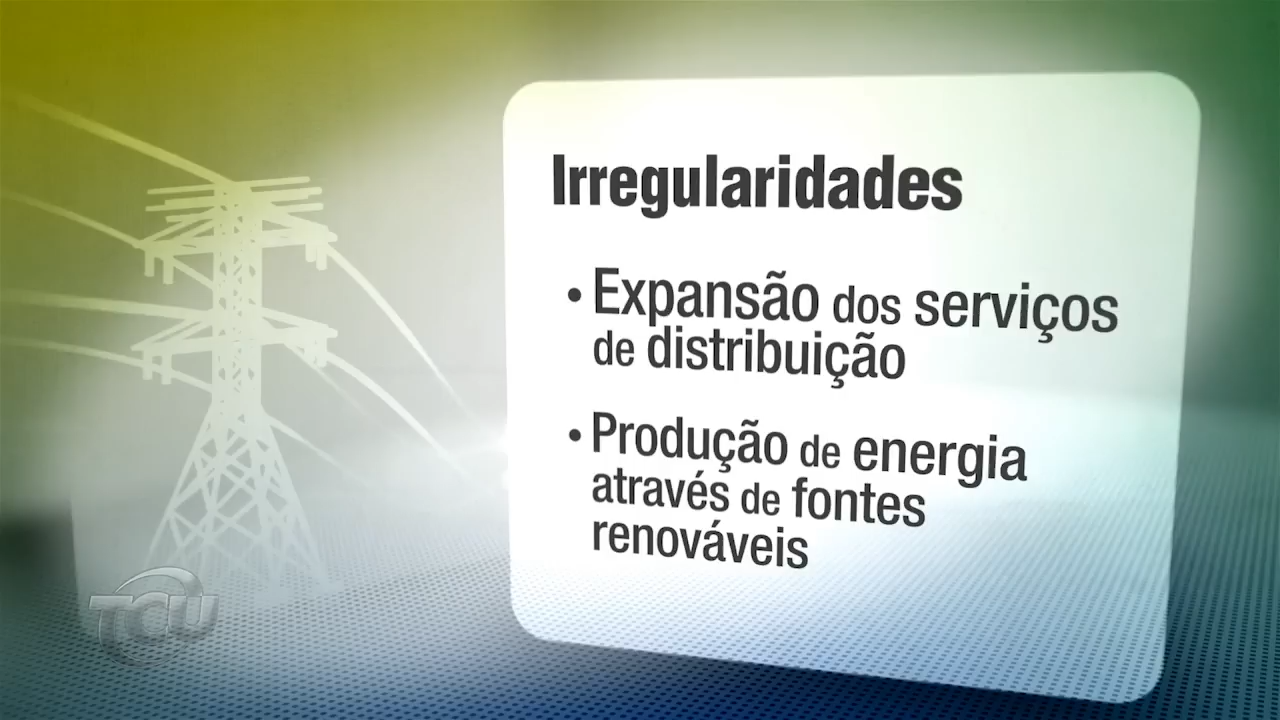 Irregularidades
• Expansão dos serviços
de distribuição
• Produção de energia
através de fontes
renováveis
TCU